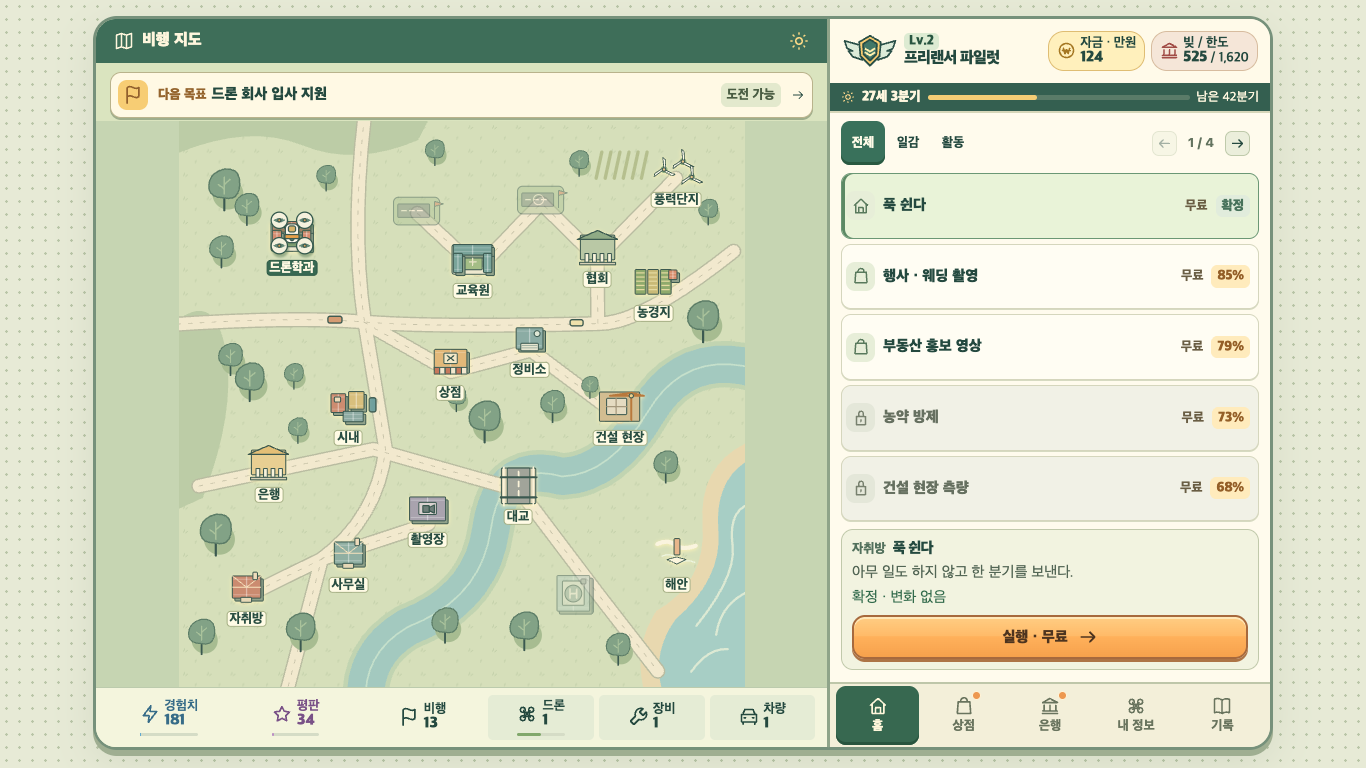 비행 지도
다음 목표 드론 회사 입사 지원
도전 가능
풍력단지
드론학과
교육원
협회
농경지
정비소
상점
시내
건설 현장
은행
대교
촬영장
사무실
해안
자취방
H
경험치
181
평판
34
비행
13
드론
1
장비
1
차량
1
Lv.2
프리랜서 파일럿
자금 · 만원
124
빚 / 한도
525 / 1,620
27세 3분기
남은 42분기
전체
일감
활동
1 / 4
푹 쉰다
무료 확정
행사 · 웨딩 촬영
무료 85%
부동산 홍보 영상
무료 79%
농약 방제
무료 73%
건설 현장 측량
무료 68%
자취방 푹 쉰다
아무 일도 하지 않고 한 분기를 보낸다.
확정 · 변화 없음
실행 · 무료
홈
상점
은행
내 정보
기록